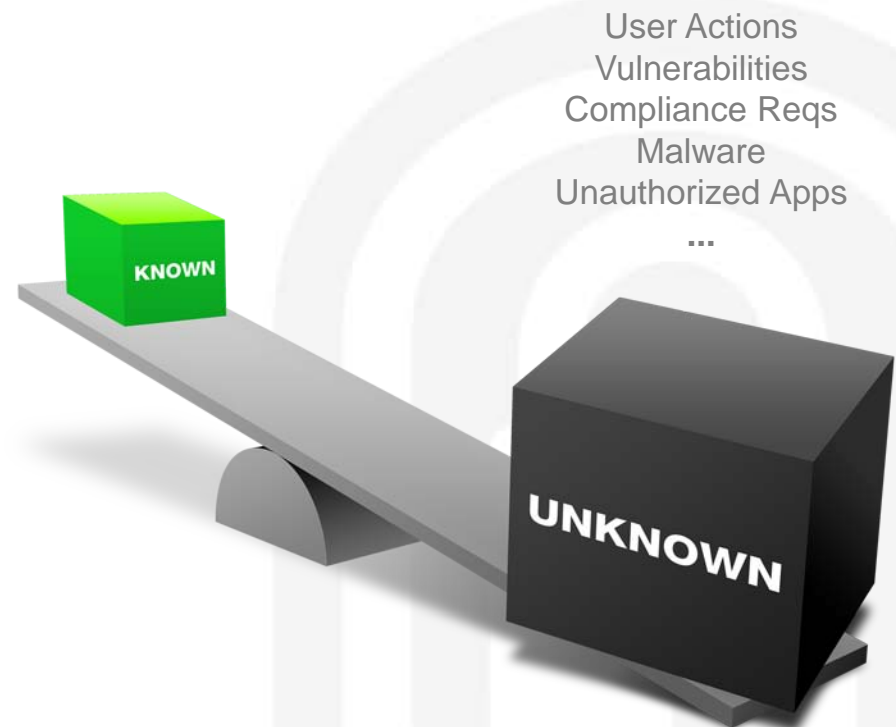 User Actions
Vulnerabilities
Compliance Reqs
Malware
Unauthorized Apps
...
KNOWN
UNKNOWN